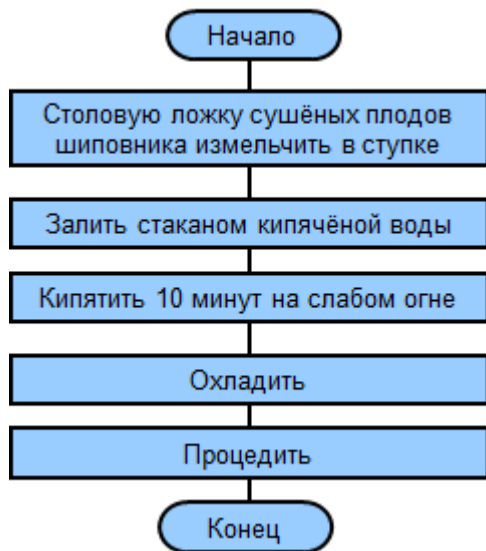 Начало
Столовую ложку сушёных плодов
шиповника измельчить в ступке
Залить стаканом кипячёной воды
Кипятить 10 минут на слабом огне
Охладить
Процедить
Конец